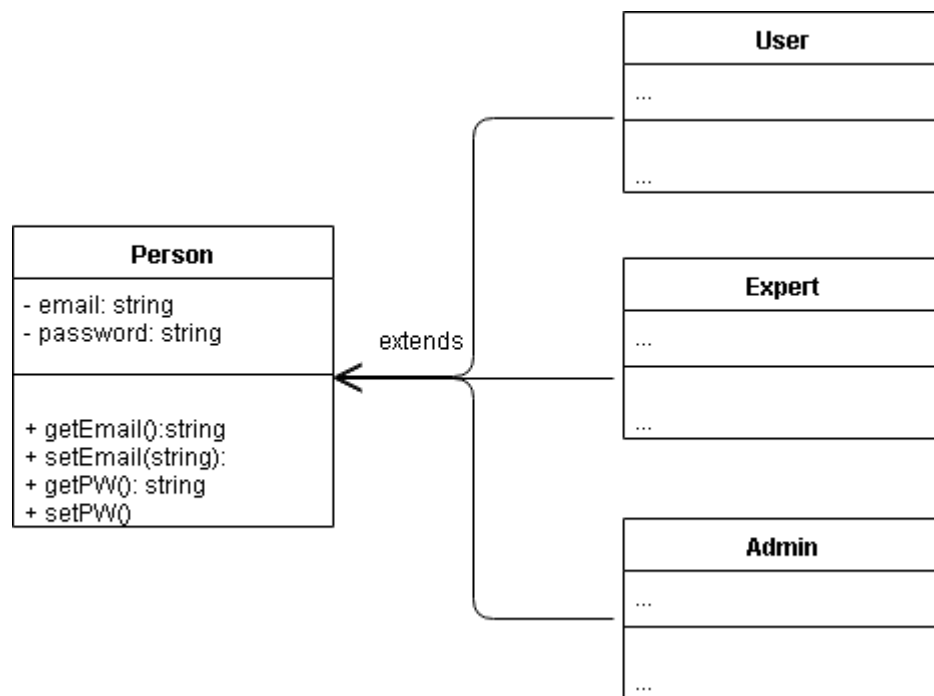 Person
- email: string
- password: string
+ getEmail():string
+ setEmail(string):
+ getPW(): string
+ setPW()
extends
User
...
...
Expert
...
...
Admin
...
...